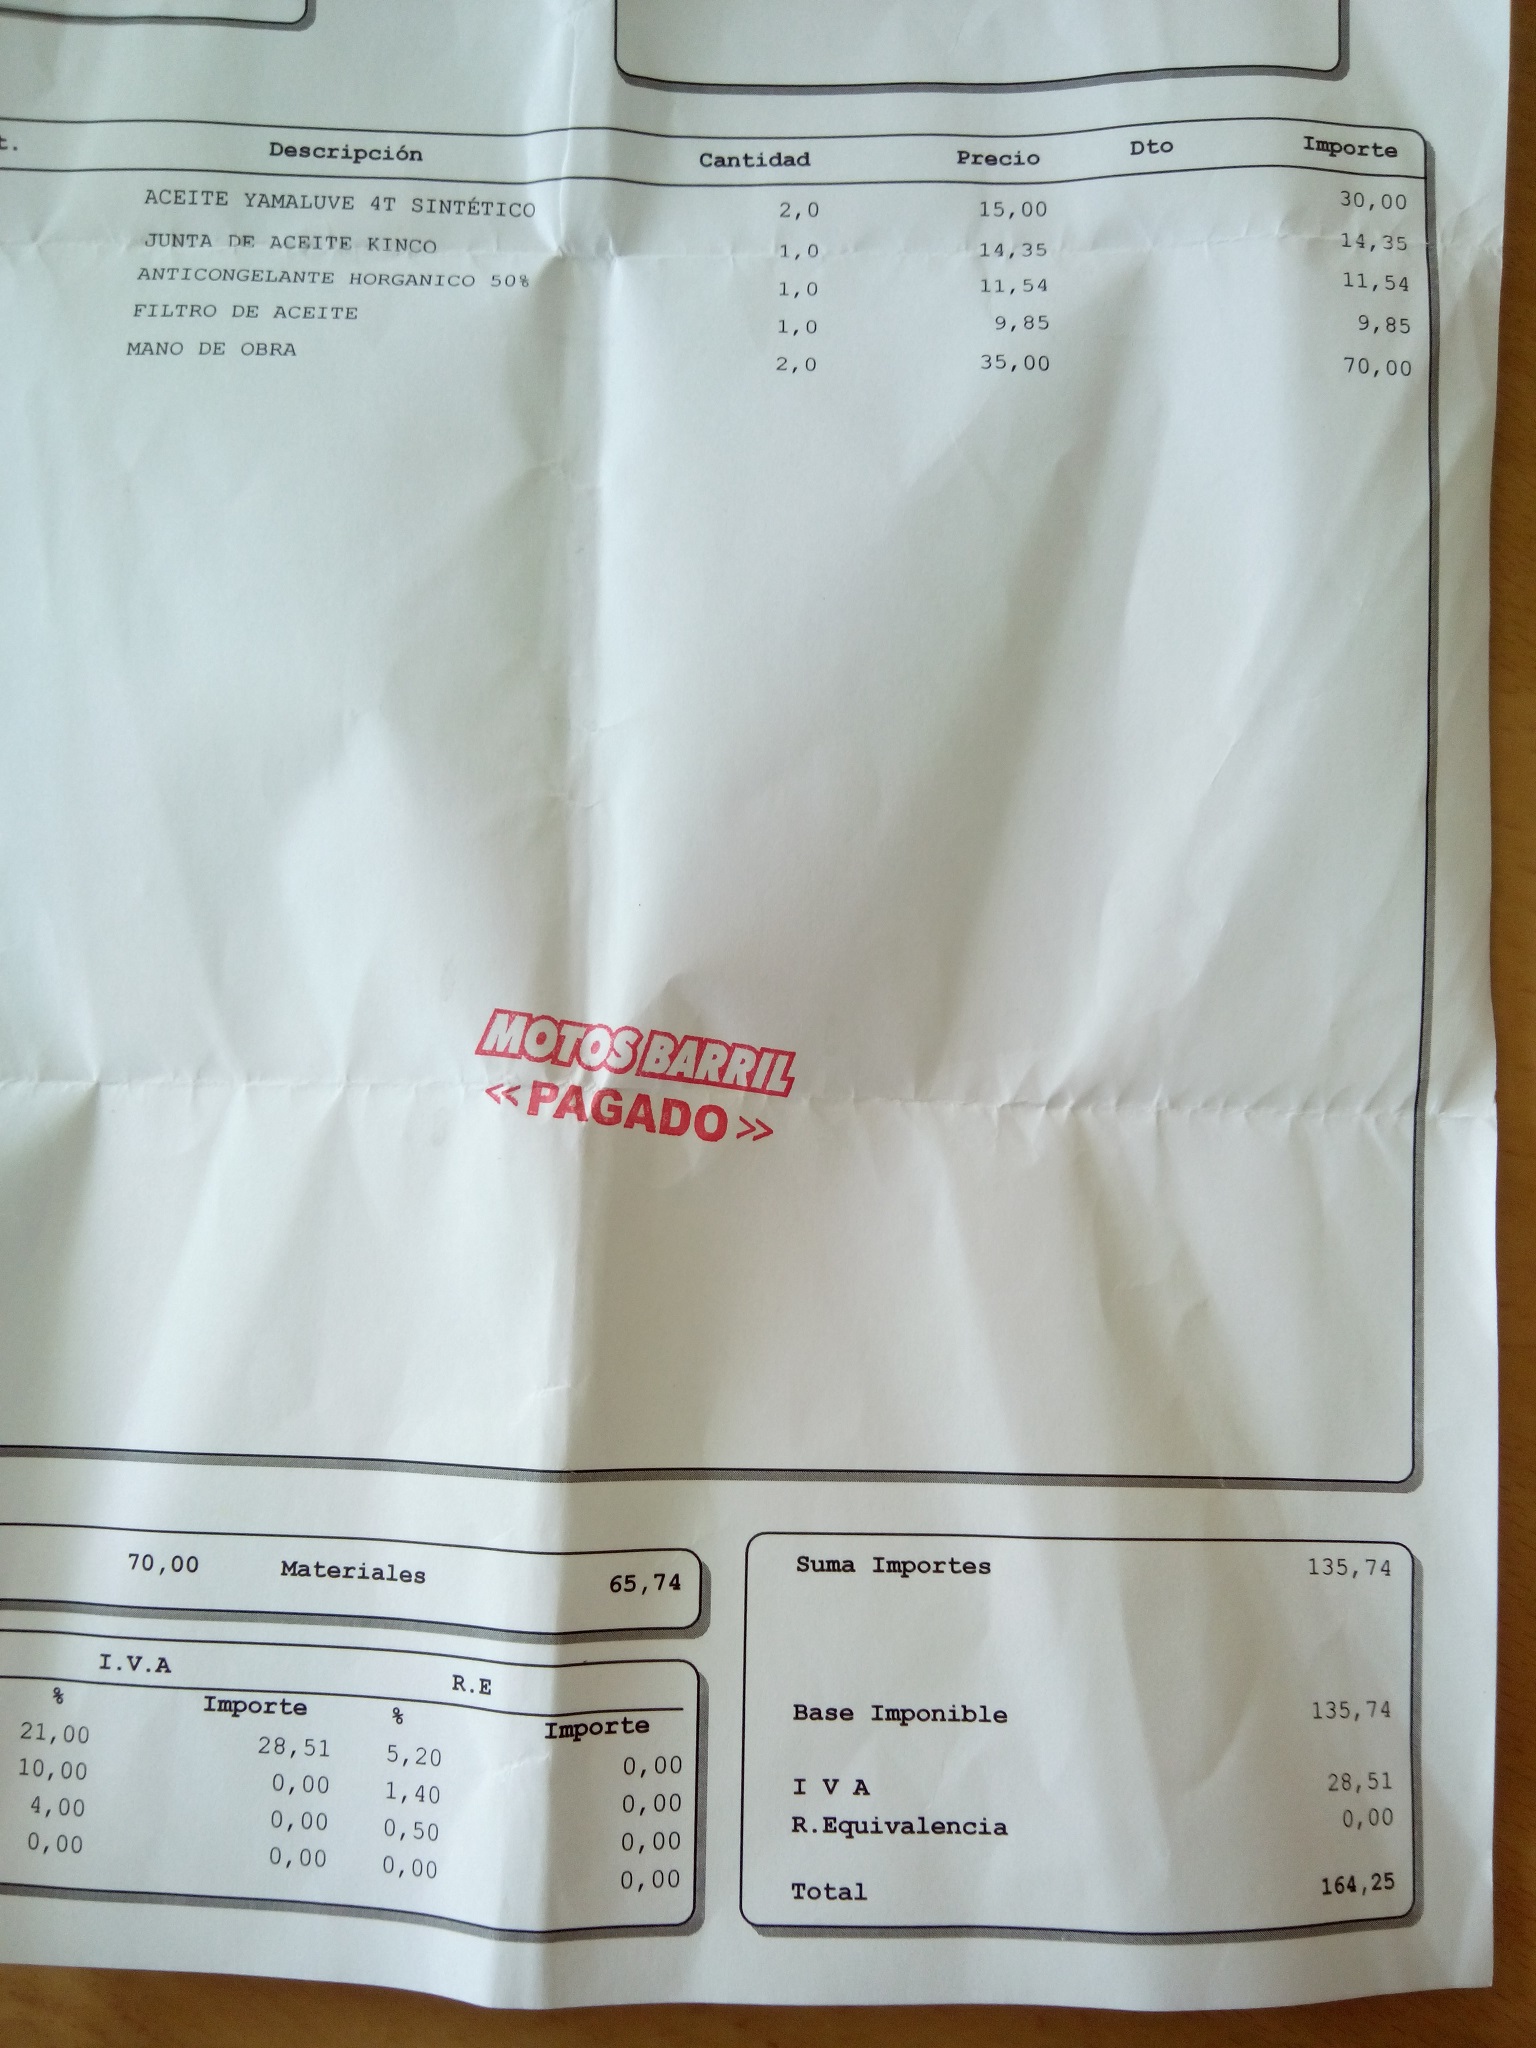 t. Descripción Cantidad Precio Dto Importe
ACEITE YAMALUVE 4T SINTÉTICO 2,0 15,00 30,00
JUNTA DE ACEITE KINCO 1,0 14,35 14,35
ANTICONGELANTE HORGANICO 50% 1,0 11,54 11,54
FILTRO DE ACEITE 1,0 9,85 9,85
MANO DE OBRA 2,0 35,00 70,00
MOTOS BARRIL
<<PAGADO>>
70,00 Materiales 65,74
I.V.A R.E
% Importe % Importe
21,00 28,51 5,20 0,00
10,00 0,00 1,40 0,00
4,00 0,00 0,50 0,00
0,00 0,00 0,00 0,00
Suma Importes 135,74
Base Imponible 135,74
I V A 28,51
R.Equivalencia 0,00
Total 164,25